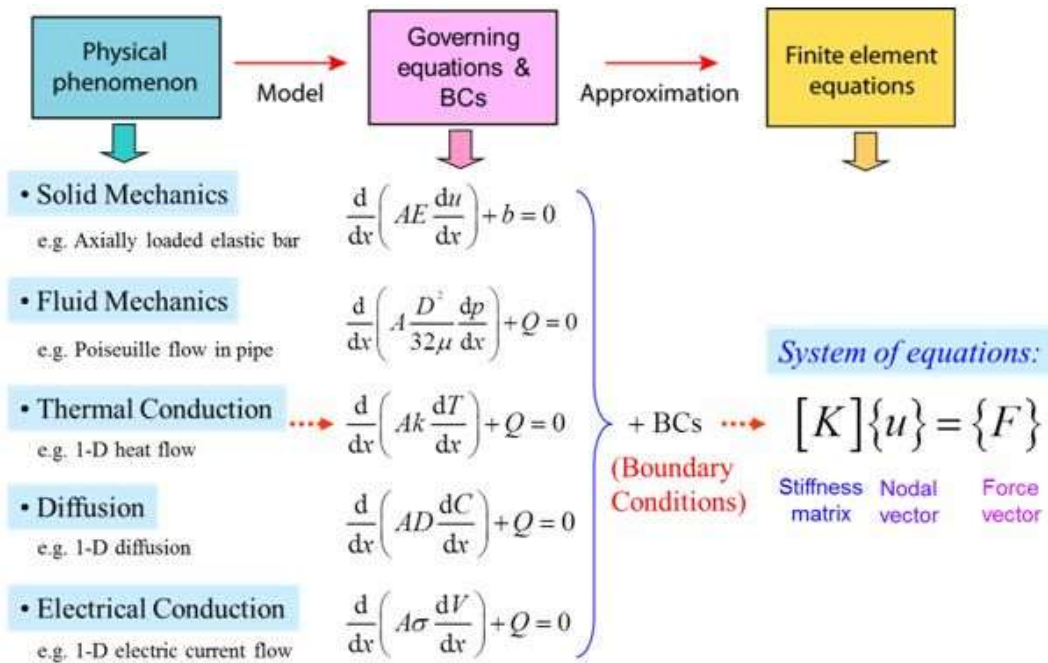 Physical
phenomenon
Model
Governing
equations &
BCs
Approximation
Finite element
equations
• Solid Mechanics
e.g. Axially loaded elastic bar
d/dx ( AE du/dx ) + b = 0
• Fluid Mechanics
e.g. Poiseuille flow in pipe
d/dx ( A D²/32μ dp/dx ) + Q = 0
• Thermal Conduction
e.g. 1-D heat flow
d/dx ( Ak dT/dx ) + Q = 0
• Diffusion
e.g. 1-D diffusion
d/dx ( AD dC/dx ) + Q = 0
• Electrical Conduction
e.g. 1-D electric current flow
d/dx ( Aσ dV/dx ) + Q = 0
+ BCs
(Boundary
Conditions)
System of equations:
[K]{u} = {F}
Stiffness
matrix
Nodal
vector
Force
vector